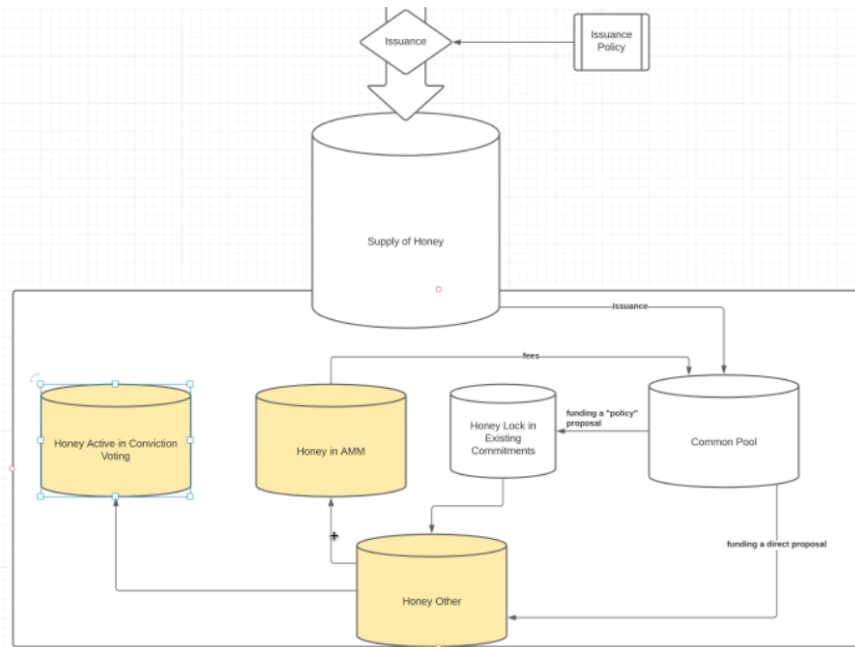 Issuance
Issuance
Policy
Supply of Honey
issuance
fees
Honey Active in Conviction
Voting
Honey in AMM
Honey Lock in
Existing
Commitments
funding a "policy"
proposal
Common Pool
funding a direct proposal
Honey Other